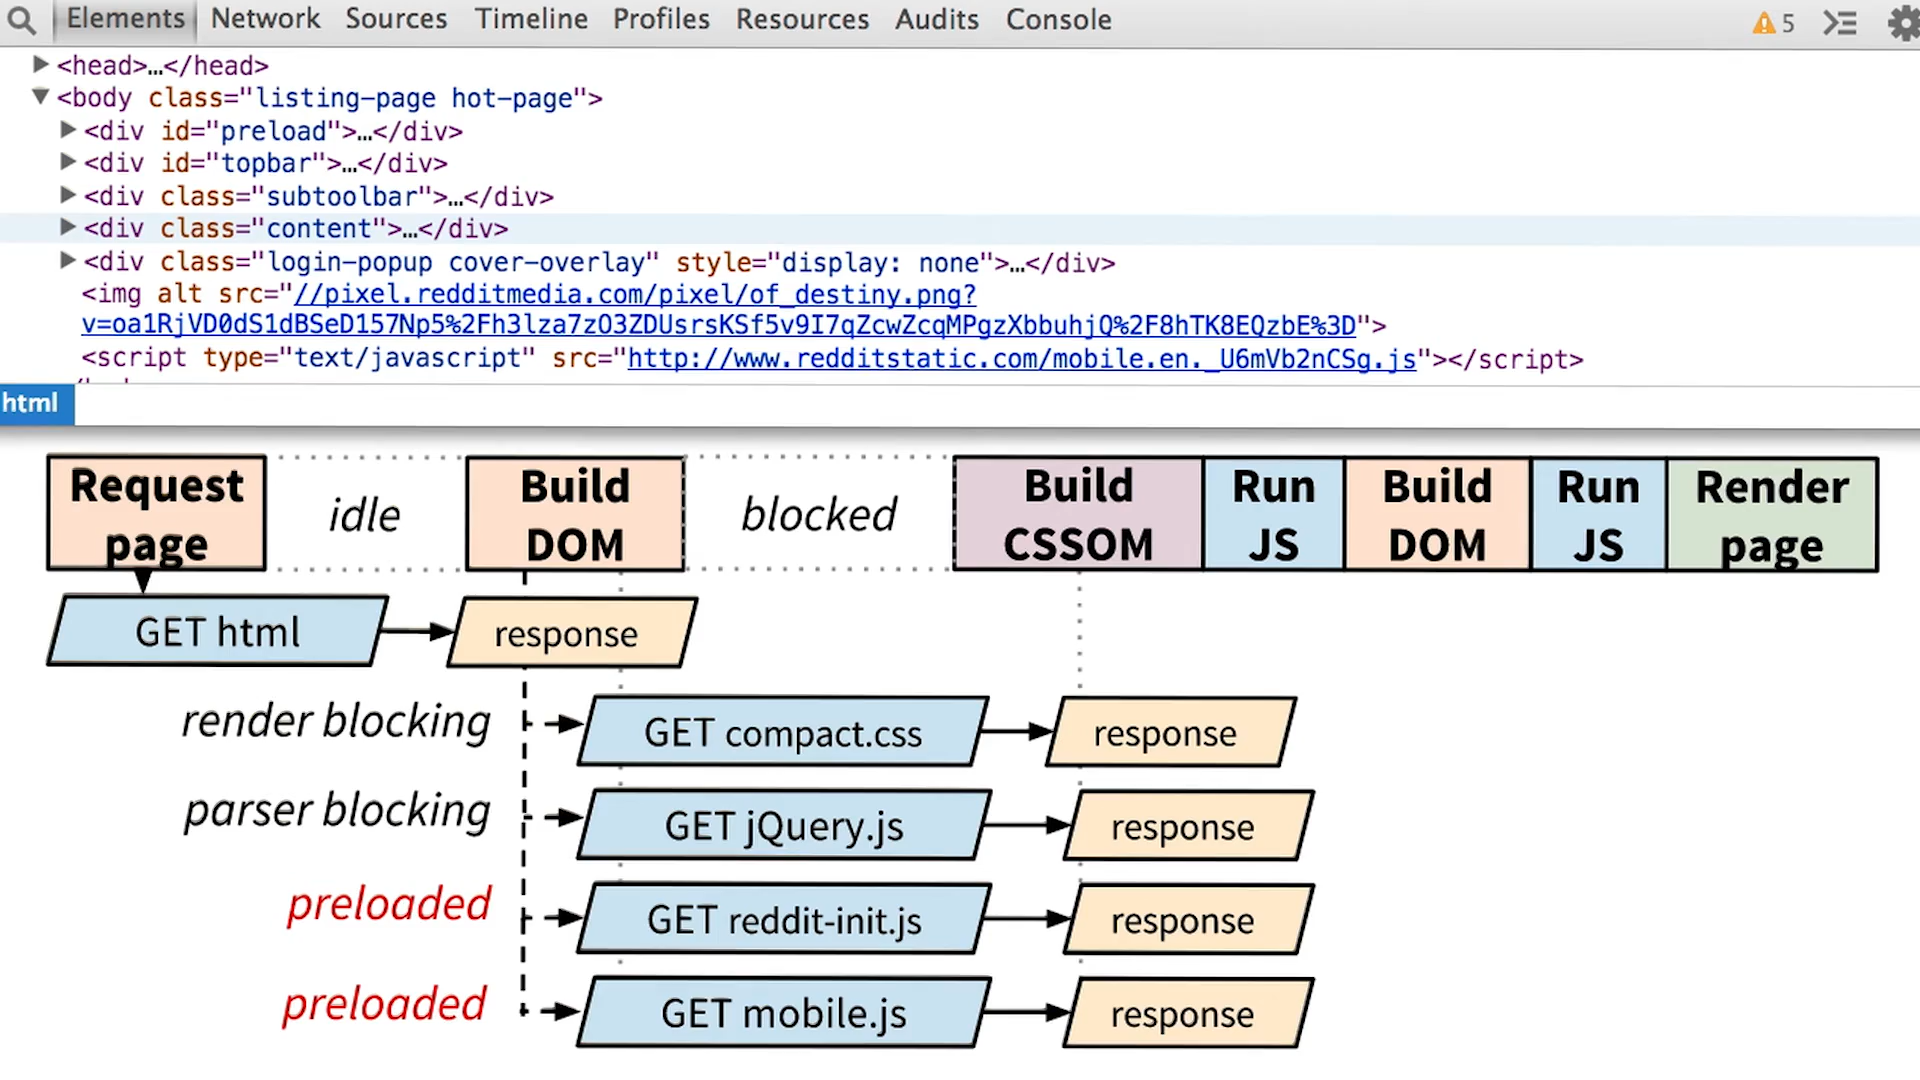 Elements Network Sources Timeline Profiles Resources Audits Console 5
<head>…</head>
<body class="listing-page hot-page">
<div id="preload">…</div>
<div id="topbar">…</div>
<div class="subtoolbar">…</div>
<div class="content">…</div>
<div class="login-popup cover-overlay" style="display: none">…</div>
<img alt src="//pixel.redditmedia.com/pixel/of_destiny.png?
v=oa1RjVD0dS1dBSeD157Np5%2Fh3lza7zO3ZDUsrsKSf5v9I7qZcwZcqMPgzXbbuhjQ%2F8hTK8EQzbE%3D">
<script type="text/javascript" src="http://www.redditstatic.com/mobile.en._U6mVb2nCSg.js"></script>
html
Request page
idle
Build DOM
blocked
Build CSSOM
Run JS
Build DOM
Run JS
Render page
GET html
response
render blocking
GET compact.css
response
parser blocking
GET jQuery.js
response
preloaded
GET reddit-init.js
response
preloaded
GET mobile.js
response